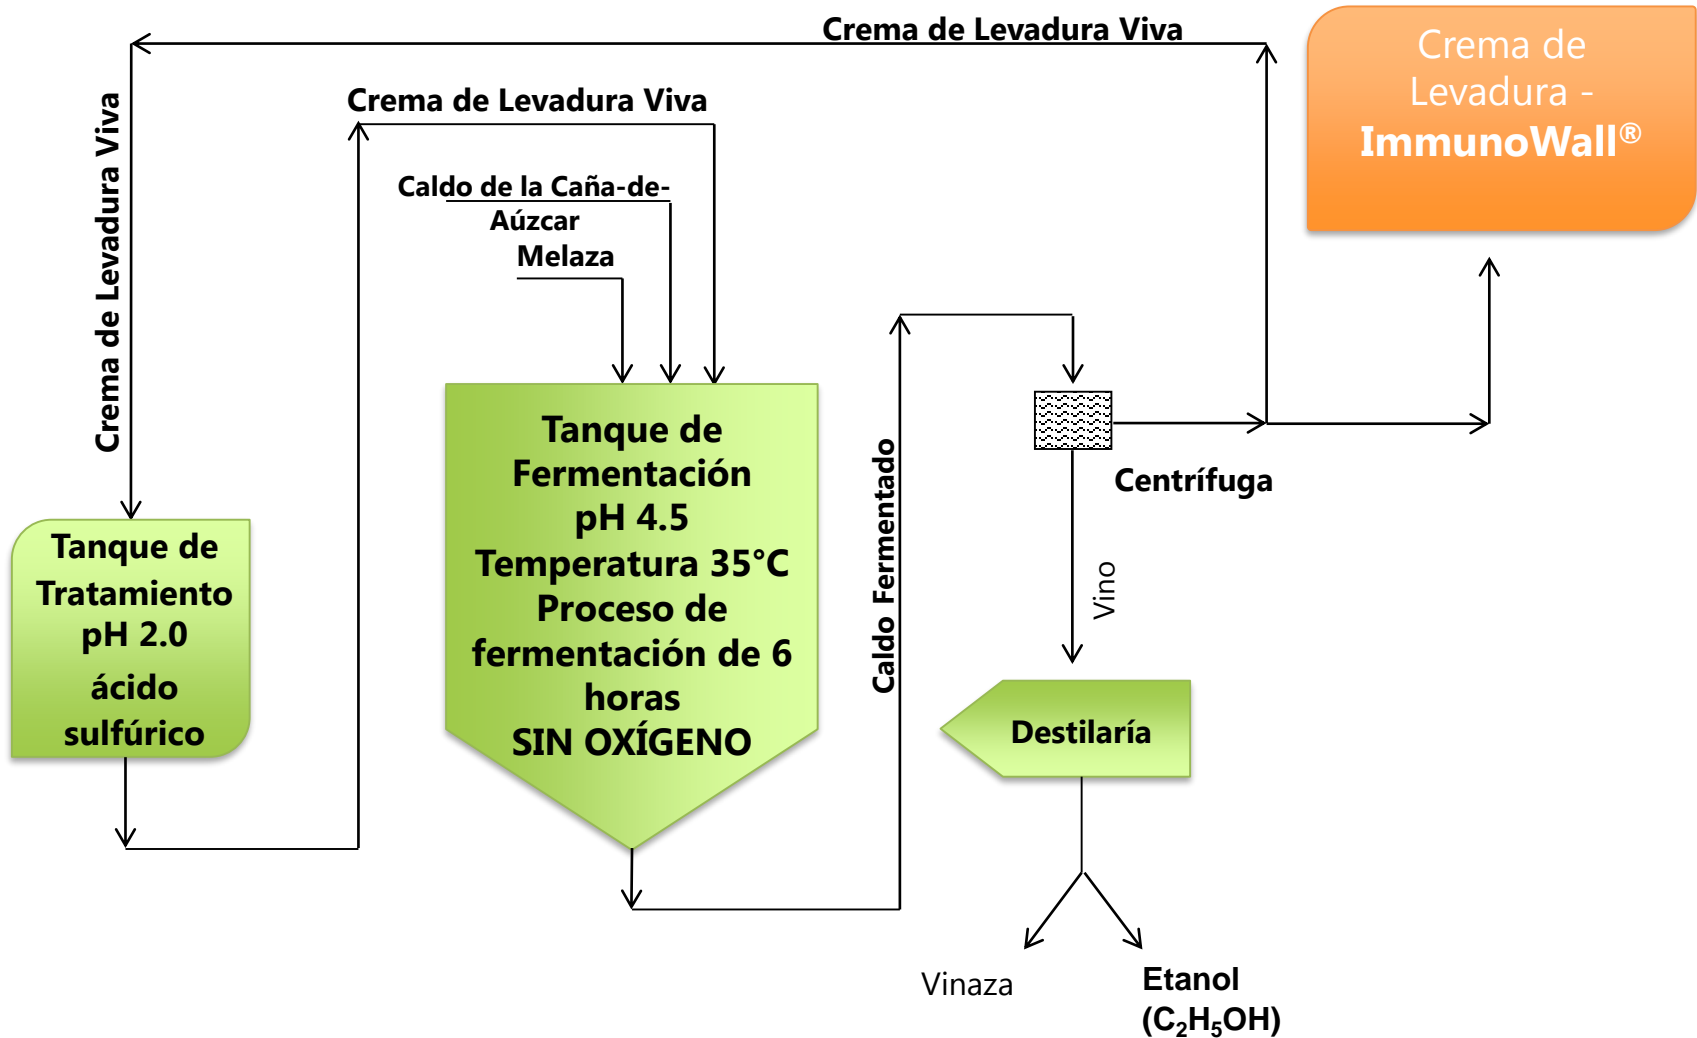 Crema de Levadura Viva
Crema de
Levadura -
ImmunoWall®
Crema de Levadura Viva
Crema de Levadura Viva
Caldo de la Caña-de-
Aúzcar
Melaza
Tanque de
Fermentación
pH 4.5
Temperatura 35°C
Proceso de
fermentación de 6
horas
SIN OXÍGENO
Caldo Fermentado
Centrífuga
Vino
Tanque de
Tratamiento
pH 2.0
ácido
sulfúrico
Destilaría
Vinaza
Etanol
(C₂H₅OH)